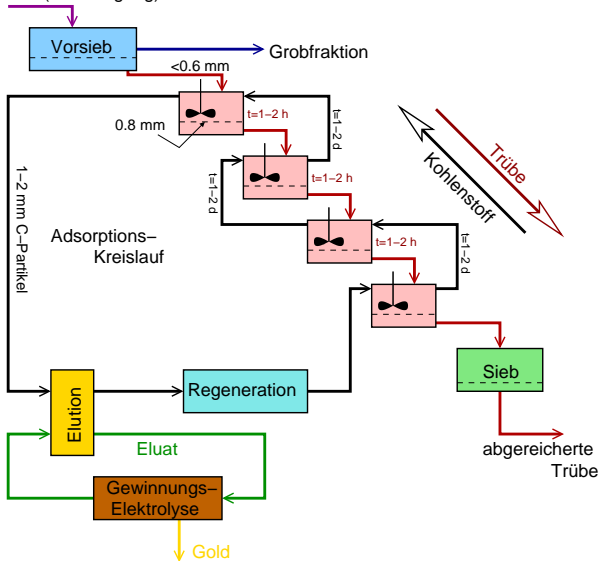 Vorsieb
Grobfraktion
<0.6 mm
0.8 mm
t=1–2 h
t=1–2 d
t=1–2 h
t=1–2 d
t=1–2 h
t=1–2 d
Trübe
Kohlenstoff
1–2 mm C–Partikel
Adsorptions–
Kreislauf
Elution
Regeneration
Sieb
Eluat
abgereicherte
Trübe
Gewinnungs–
Elektrolyse
Gold